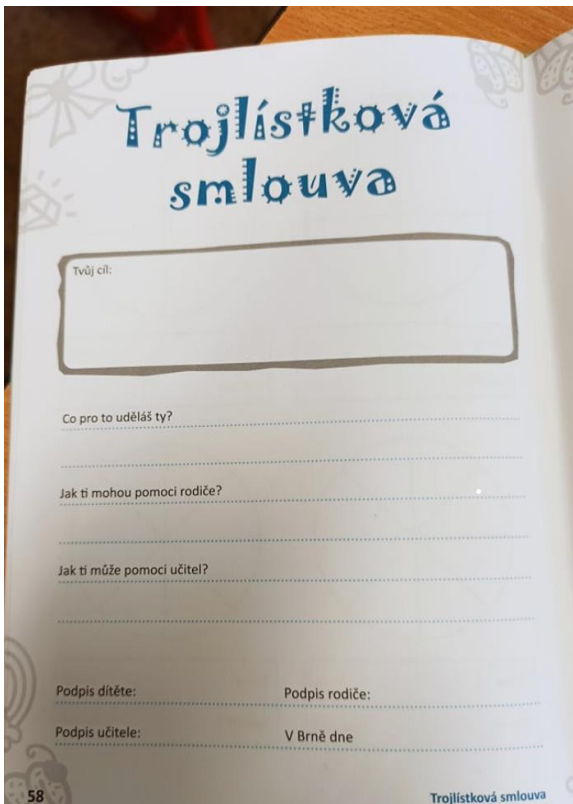 Trojlístková
smlouva
Tvůj cíl:
Co pro to uděláš ty?
Jak ti mohou pomoci rodiče?
Jak ti může pomoci učitel?
Podpis dítěte: Podpis rodiče:
Podpis učitele: V Brně dne
58 Trojlístková smlouva